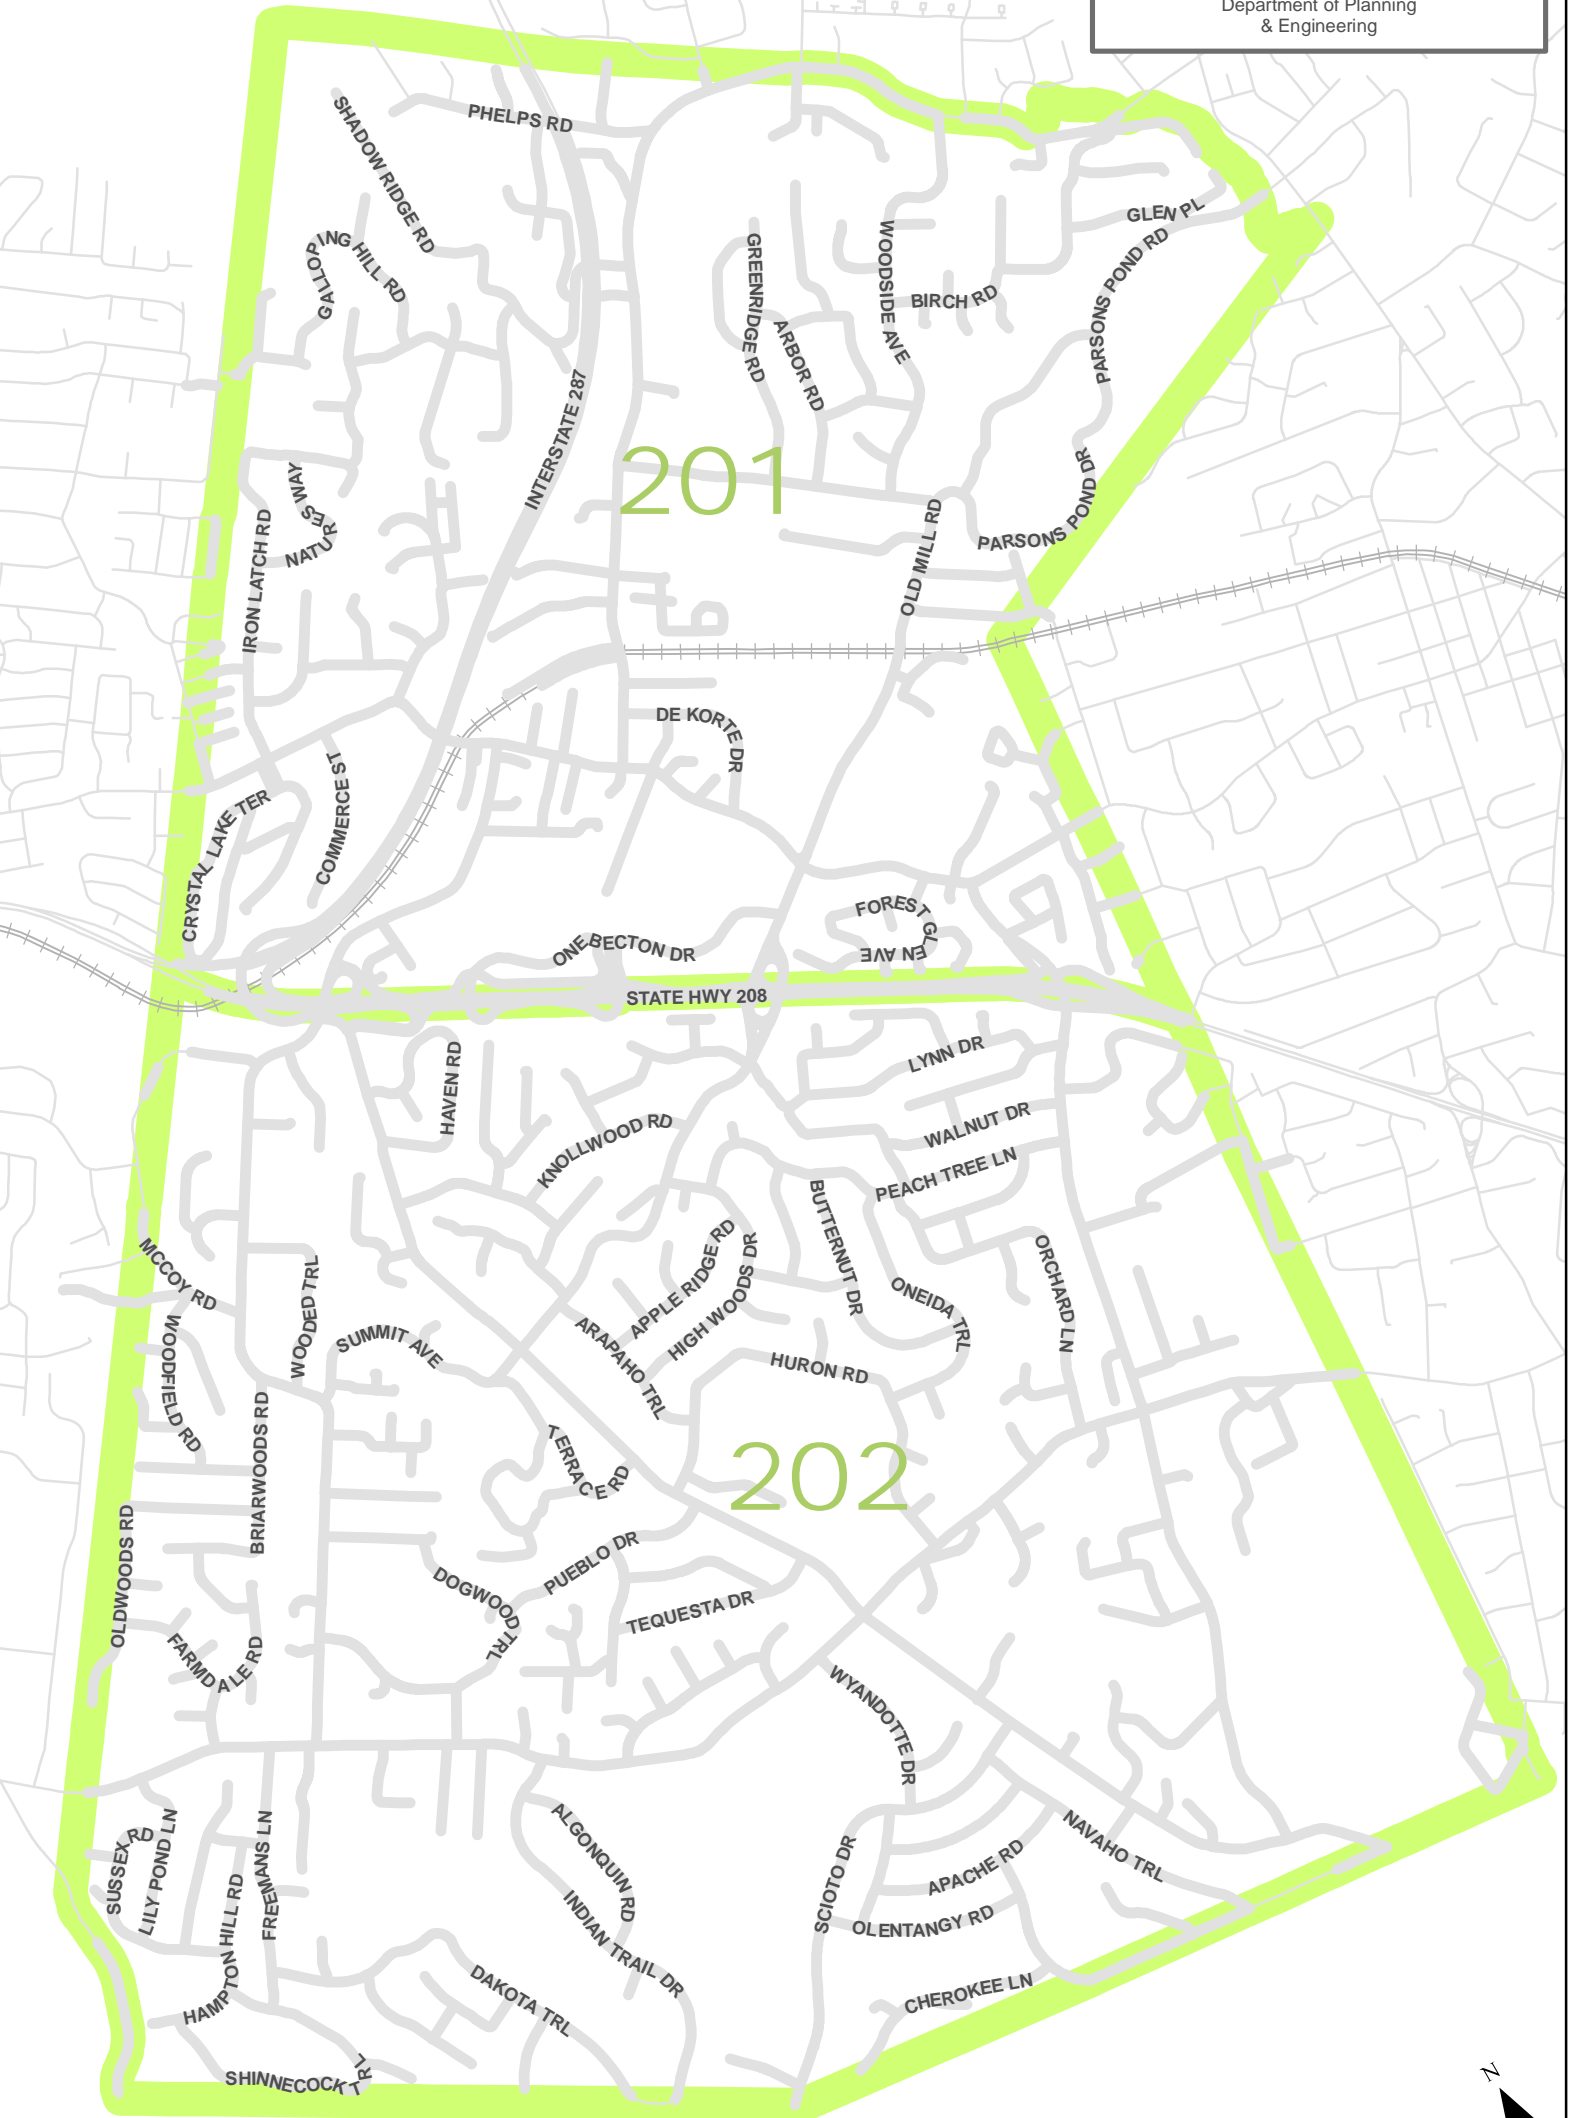 Department of Planning
& Engineering
PHELPS RD
SHADOW RIDGE RD
GLEN PL
GALLOPING HILL RD
WOODSIDE AVE
PARSONS POND RD
GREENRIDGE RD
BIRCH RD
ARBOR RD
INTERSTATE 287
201
NATURES WAY
PARSONS POND DR
IRON LATCH RD
OLD MILL RD
DE KORTE DR
COMMERCE ST
CRYSTAL LAKE TER
FOREST GLEN AVE
ONE BECTON DR
STATE HWY 208
HAVEN RD
LYNN DR
KNOLLWOOD RD
WALNUT DR
PEACH TREE LN
BUTTERNUT DR
MCCOY RD
APPLE RIDGE RD
HIGH WOODS DR
ORCHARD LN
WOODED TRL
ONEIDA TRL
SUMMIT AVE
ARAPAHO TRL
WOODFIELD RD
HURON RD
BRIARWOODS RD
TERRACE RD
202
OLDWOODS RD
PUEBLO DR
DOGWOOD TRL
TEQUESTA DR
FARMDALE RD
WYANDOTTE DR
SUSSEX RD
LILY POND LN
FREEMANS LN
ALGONQUIN RD
NAVAHO TRL
SCIOTO DR
APACHE RD
HAMPTON HILL RD
INDIAN TRAIL DR
OLENTANGY RD
DAKOTA TRL
CHEROKEE LN
SHINNECOCK TRL
N